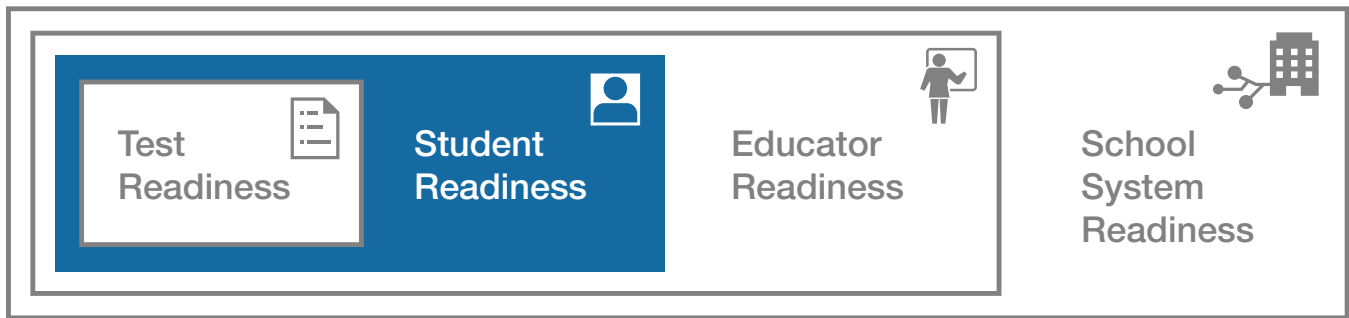 Test
Readiness
Student
Readiness
Educator
Readiness
School
System
Readiness